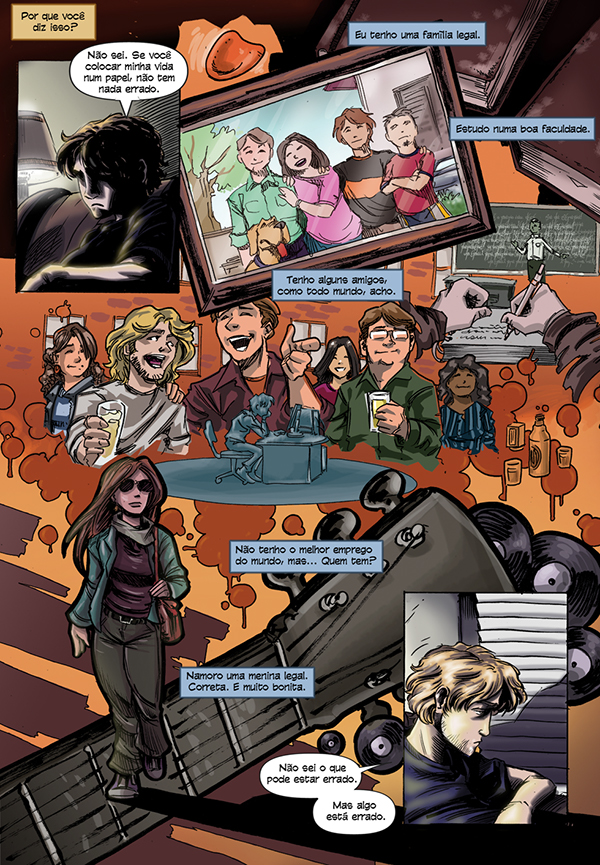 Por que você
diz isso?
Não sei. Se você
colocar minha vida
num papel, não tem
nada errado.
Eu tenho uma família legal.
Estudo numa boa faculdade.
Tenho alguns amigos,
como todo mundo, acho.
Não tenho o melhor emprego
do mundo, mas... Quem tem?
Namoro uma menina legal.
Correta. E muito bonita.
Não sei o que
pode estar errado.
Mas algo
está errado.